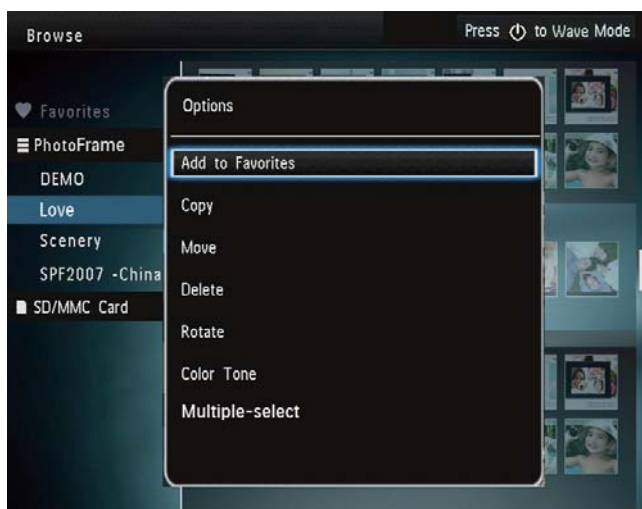 Browse
Press to Wave Mode
Favorites
PhotoFrame
DEMO
Love
Scenery
SPF2007 -China
SD/MMC Card
Options
Add to Favorites
Copy
Move
Delete
Rotate
Color Tone
Multiple-select